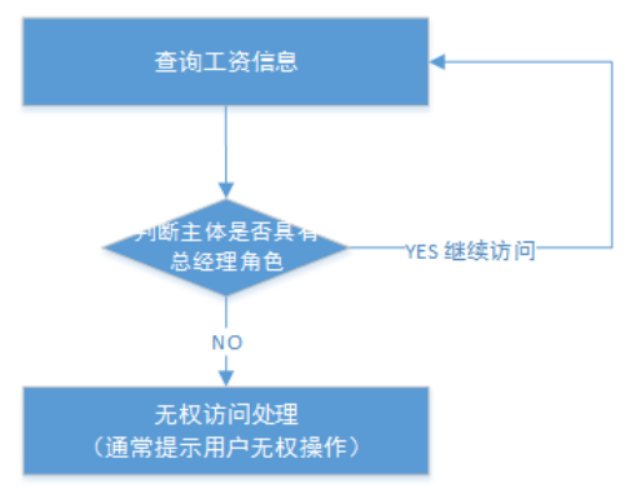 查询工资信息
判断主体是否具有
总经理角色
YES 继续访问
NO
无权访问处理
（通常提示用户无权操作）